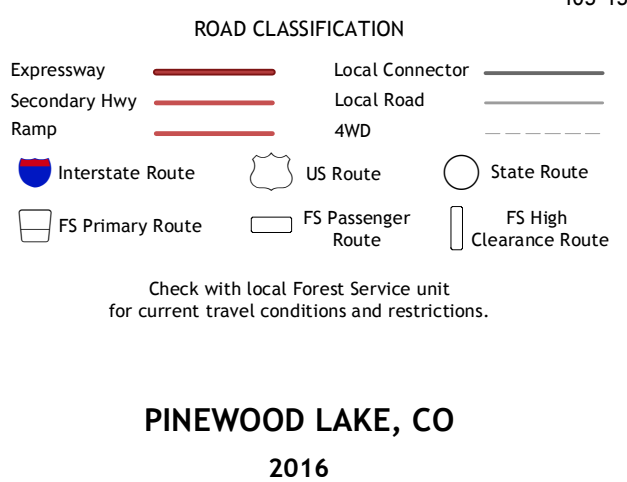 ROAD CLASSIFICATION
Expressway
Local Connector
Secondary Hwy
Local Road
Ramp
4WD
Interstate Route
US Route
State Route
FS Primary Route
FS Passenger
Route
FS High
Clearance Route
Check with local Forest Service unit
for current travel conditions and restrictions.
PINEWOOD LAKE, CO
2016